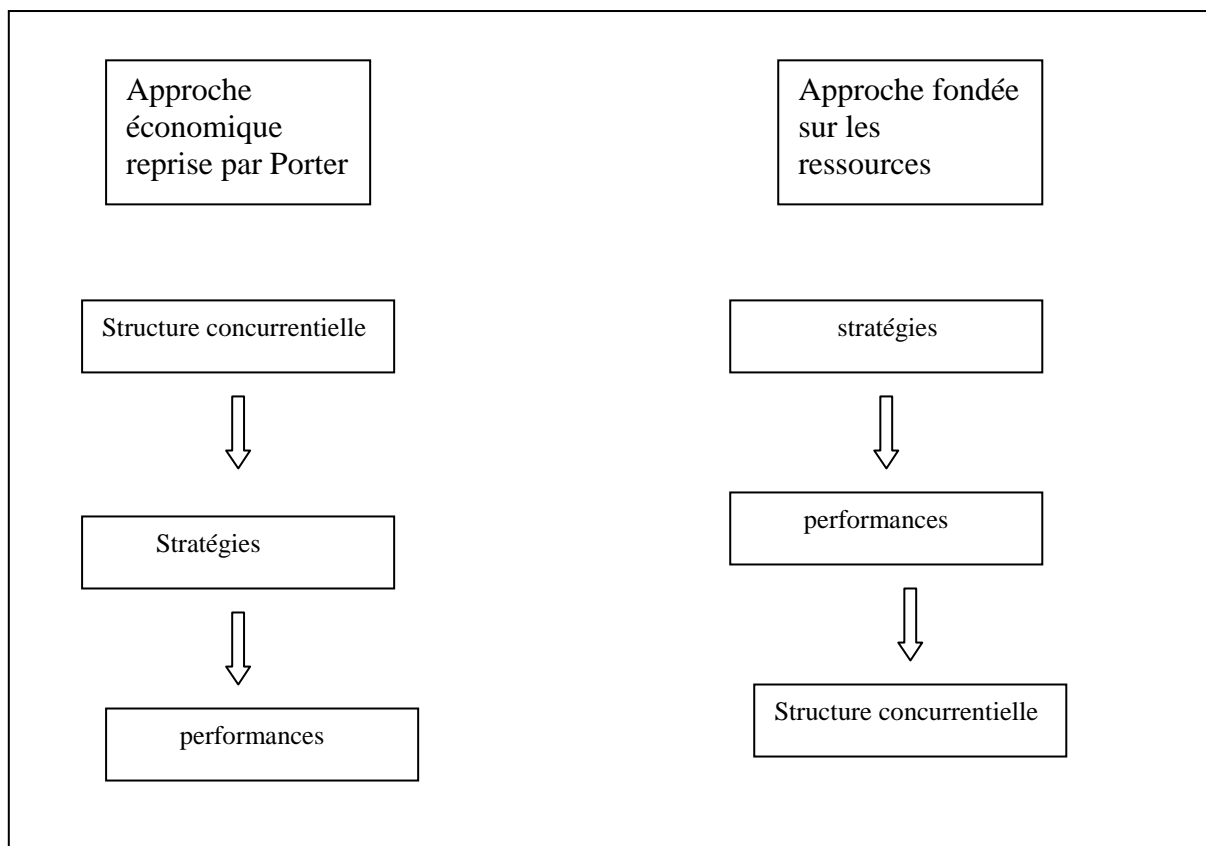 Approche
économique
reprise par Porter
Approche fondée
sur les
ressources
Structure concurrentielle
stratégies
Stratégies
performances
performances
Structure concurrentielle